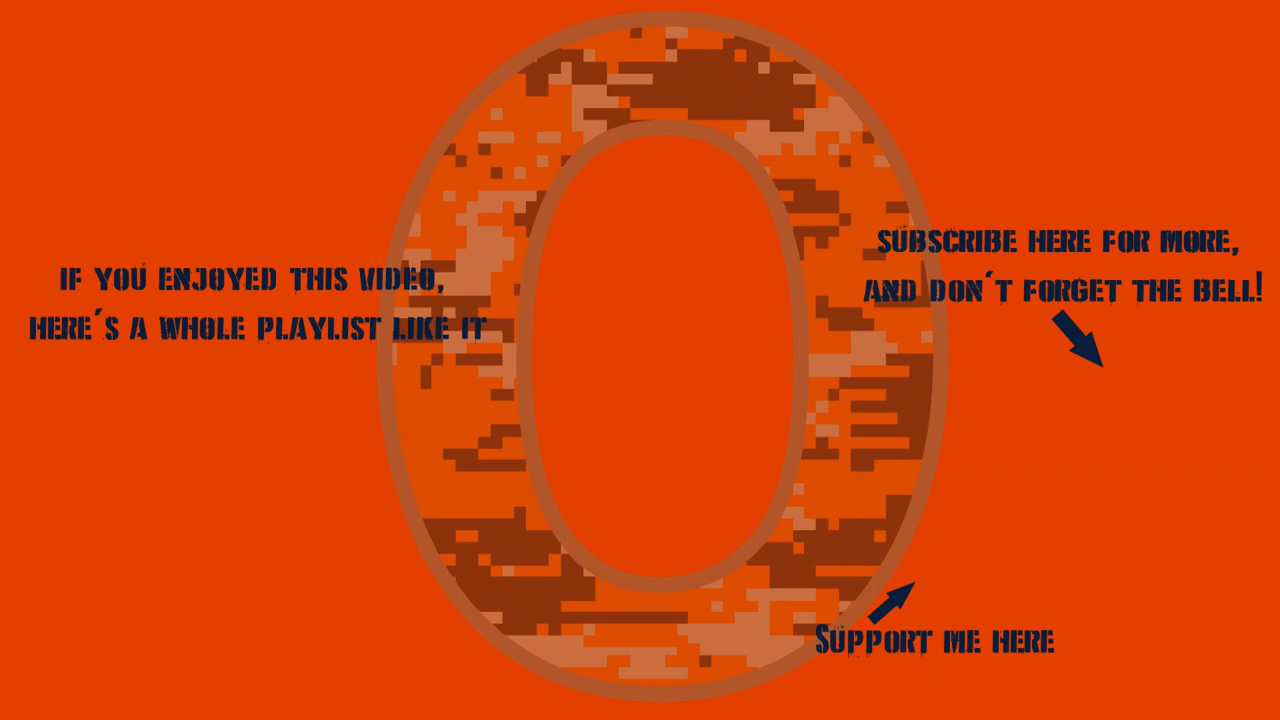 IF YOU ENJOYED THIS VIDEO,
HERE'S A WHOLE PLAYLIST LIKE IT
SUBSCRIBE HERE FOR MORE,
AND DON'T FORGET THE BELL!
SUPPORT ME HERE
O